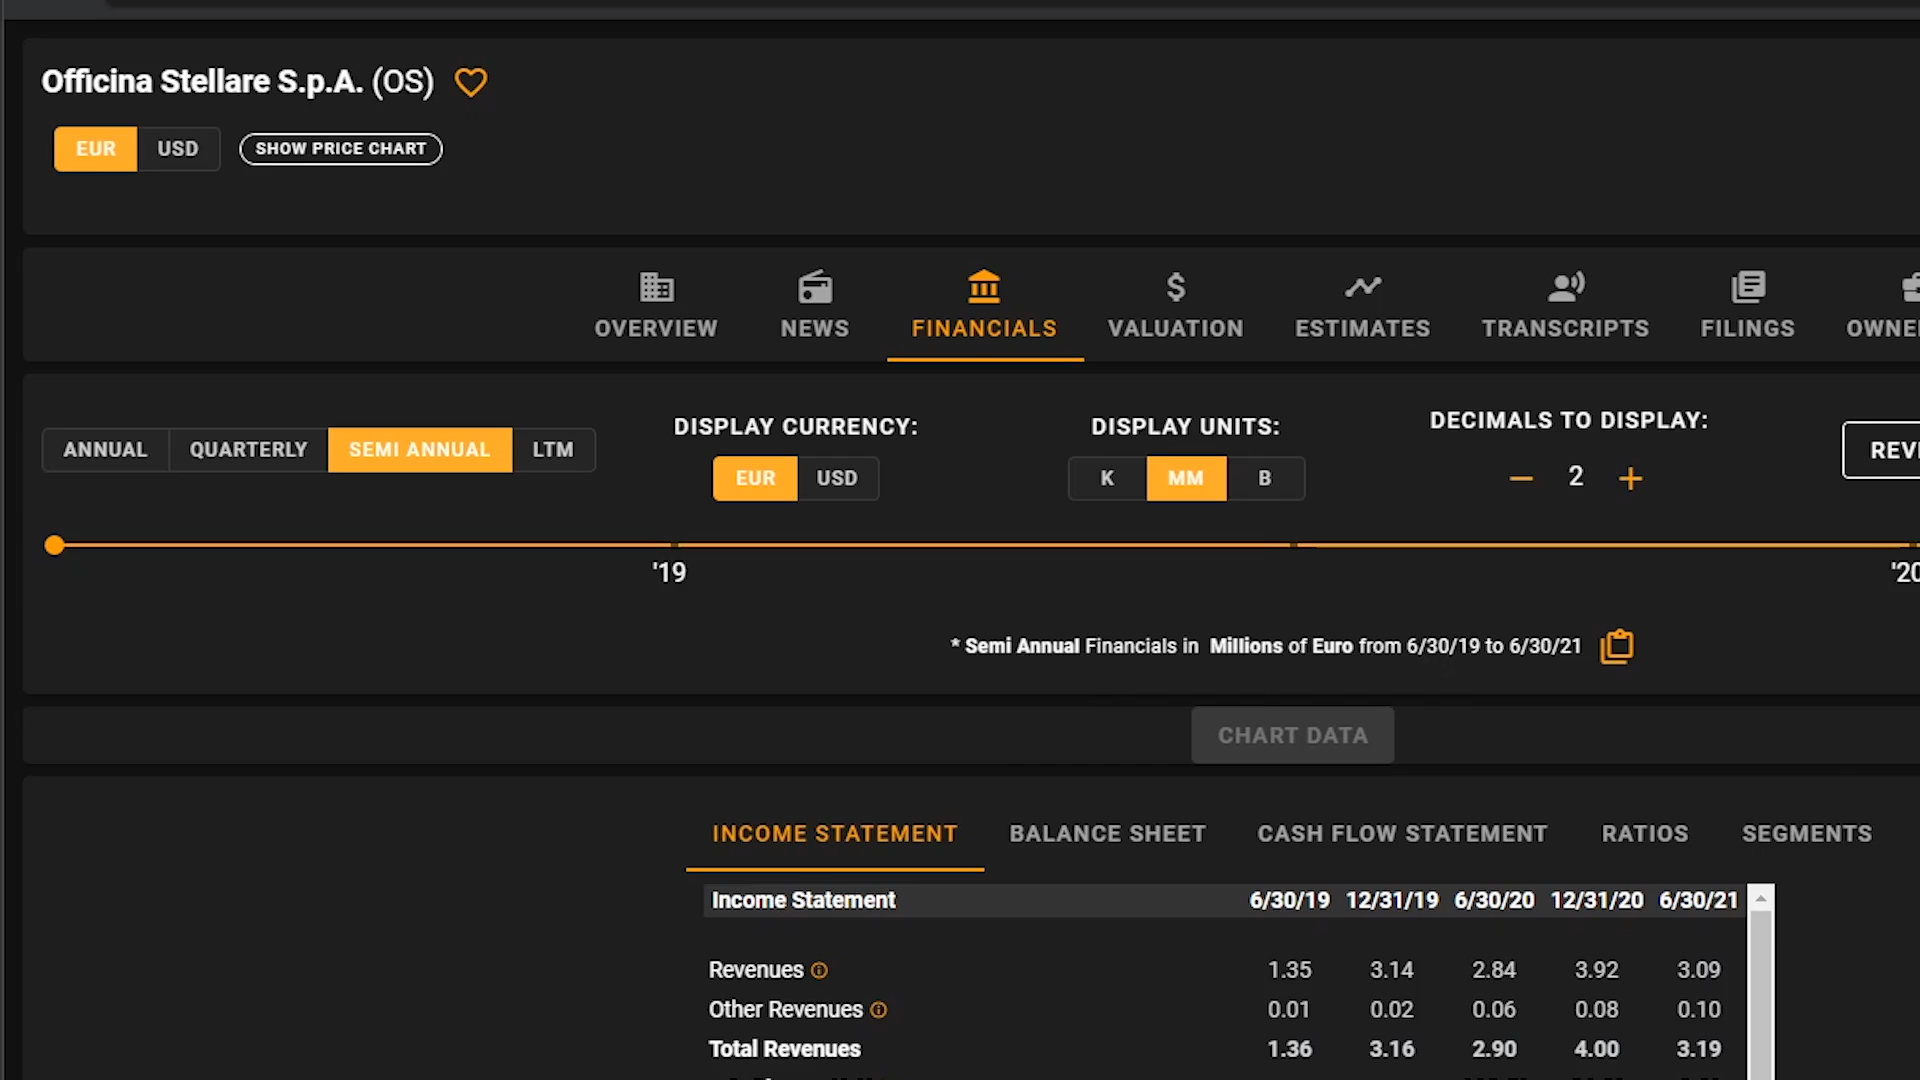 Officina Stellare S.p.A. (OS)
EUR USD SHOW PRICE CHART
OVERVIEW NEWS FINANCIALS VALUATION ESTIMATES TRANSCRIPTS FILINGS OWNE
ANNUAL QUARTERLY SEMI ANNUAL LTM
DISPLAY CURRENCY:
EUR USD
DISPLAY UNITS:
K MM B
DECIMALS TO DISPLAY:
2
REV
'19 '20
* Semi Annual Financials in Millions of Euro from 6/30/19 to 6/30/21
CHART DATA
INCOME STATEMENT BALANCE SHEET CASH FLOW STATEMENT RATIOS SEGMENTS
Income Statement 6/30/19 12/31/19 6/30/20 12/31/20 6/30/21
Revenues 1.35 3.14 2.84 3.92 3.09
Other Revenues 0.01 0.02 0.06 0.08 0.10
Total Revenues 1.36 3.16 2.90 4.00 3.19